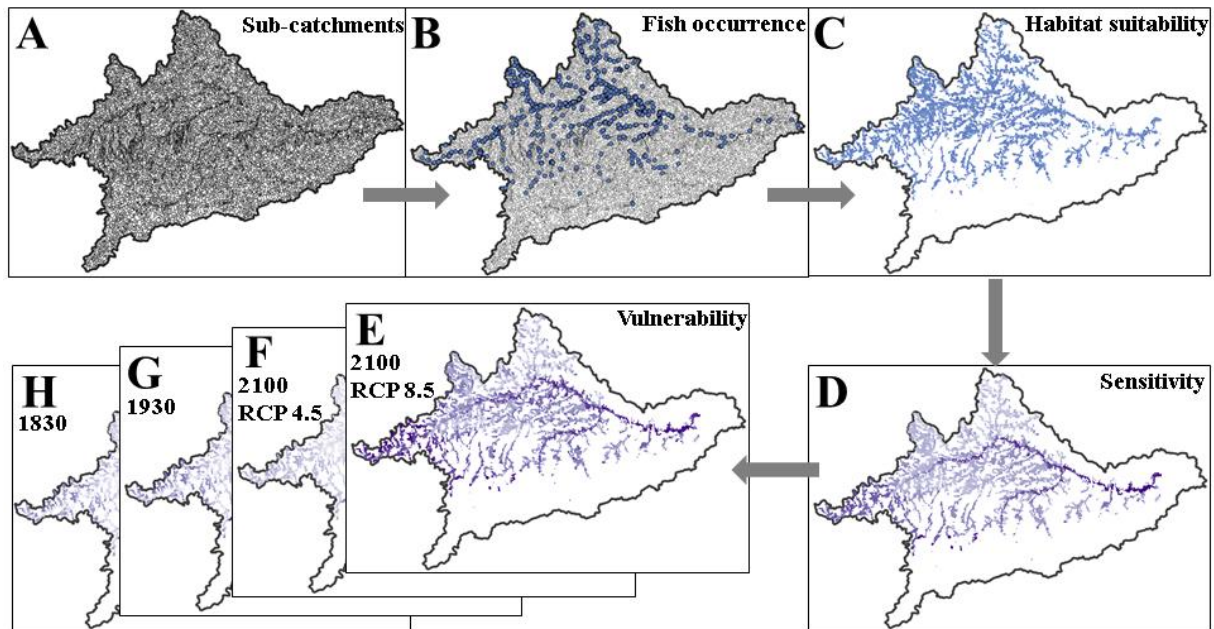 A
Sub-catchments
B
Fish occurrence
C
Habitat suitability
H
1830
G
1930
F
2100
RCP 4.5
E
Vulnerability
2100
RCP 8.5
D
Sensitivity